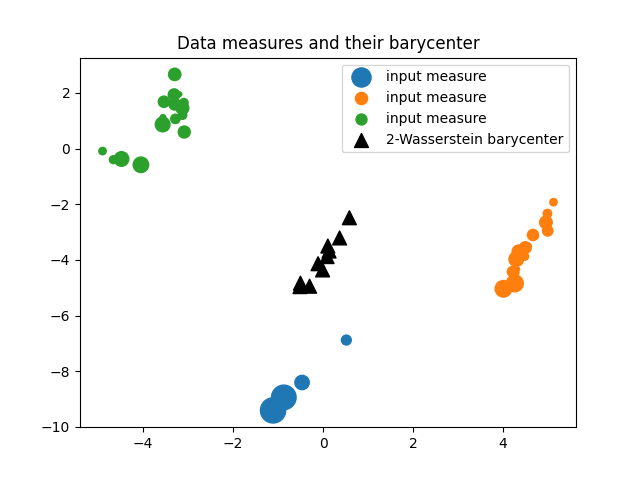 Data measures and their barycenter
input measure
input measure
input measure
2-Wasserstein barycenter
2
0
−2
−4
−6
−8
−10
−4 −2 0 2 4